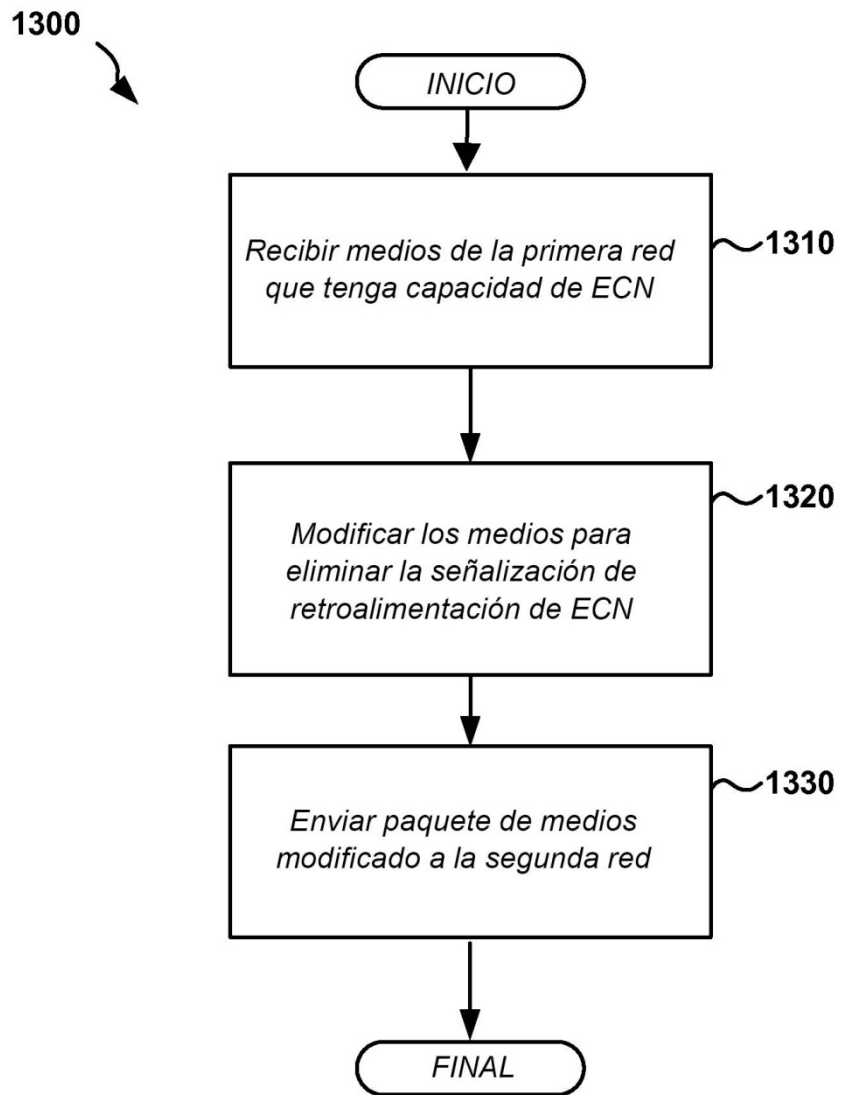 1300
INICIO
Recibir medios de la primera red
que tenga capacidad de ECN
1310
Modificar los medios para
eliminar la señalización de
retroalimentación de ECN
1320
Enviar paquete de medios
modificado a la segunda red
1330
FINAL